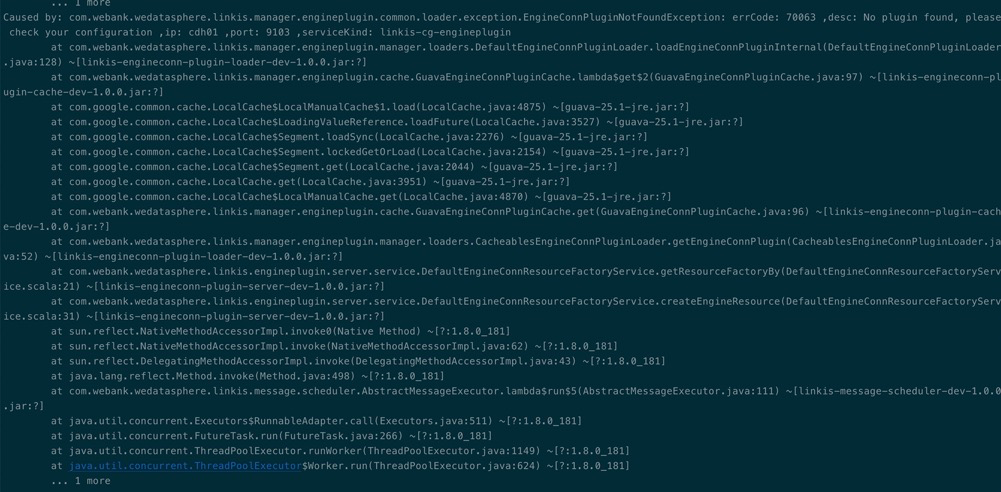 ... 1 more
Caused by: com.webank.wedatasphere.linkis.manager.engineplugin.common.loader.exception.EngineConnPluginNotFoundException: errCode: 70063 ,desc: No plugin found, please
 check your configuration ,ip: cdh01 ,port: 9103 ,serviceKind: linkis-cg-engineplugin
at com.webank.wedatasphere.linkis.manager.engineplugin.manager.loaders.DefaultEngineConnPluginLoader.loadEngineConnPluginInternal(DefaultEngineConnPluginLoader
.java:128) ~[linkis-engineconn-plugin-loader-dev-1.0.0.jar:?]
at com.webank.wedatasphere.linkis.manager.engineplugin.cache.GuavaEngineConnPluginCache.lambda$get$2(GuavaEngineConnPluginCache.java:97) ~[linkis-engineconn-pl
ugin-cache-dev-1.0.0.jar:?]
at com.google.common.cache.LocalCache$LocalManualCache$1.load(LocalCache.java:4875) ~[guava-25.1-jre.jar:?]
at com.google.common.cache.LocalCache$LoadingValueReference.loadFuture(LocalCache.java:3527) ~[guava-25.1-jre.jar:?]
at com.google.common.cache.LocalCache$Segment.loadSync(LocalCache.java:2276) ~[guava-25.1-jre.jar:?]
at com.google.common.cache.LocalCache$Segment.lockedGetOrLoad(LocalCache.java:2154) ~[guava-25.1-jre.jar:?]
at com.google.common.cache.LocalCache$Segment.get(LocalCache.java:2044) ~[guava-25.1-jre.jar:?]
at com.google.common.cache.LocalCache.get(LocalCache.java:3951) ~[guava-25.1-jre.jar:?]
at com.google.common.cache.LocalCache$LocalManualCache.get(LocalCache.java:4870) ~[guava-25.1-jre.jar:?]
at com.webank.wedatasphere.linkis.manager.engineplugin.cache.GuavaEngineConnPluginCache.get(GuavaEngineConnPluginCache.java:96) ~[linkis-engineconn-plugin-cach
e-dev-1.0.0.jar:?]
at com.webank.wedatasphere.linkis.manager.engineplugin.manager.loaders.CacheablesEngineConnPluginLoader.getEngineConnPlugin(CacheablesEngineConnPluginLoader.ja
va:52) ~[linkis-engineconn-plugin-loader-dev-1.0.0.jar:?]
at com.webank.wedatasphere.linkis.engineplugin.server.service.DefaultEngineConnResourceFactoryService.getResourceFactoryBy(DefaultEngineConnResourceFactoryServ
ice.scala:21) ~[linkis-engineconn-plugin-server-dev-1.0.0.jar:?]
at com.webank.wedatasphere.linkis.engineplugin.server.service.DefaultEngineConnResourceFactoryService.createEngineResource(DefaultEngineConnResourceFactoryServ
ice.scala:31) ~[linkis-engineconn-plugin-server-dev-1.0.0.jar:?]
at sun.reflect.NativeMethodAccessorImpl.invoke0(Native Method) ~[?:1.8.0_181]
at sun.reflect.NativeMethodAccessorImpl.invoke(NativeMethodAccessorImpl.java:62) ~[?:1.8.0_181]
at sun.reflect.DelegatingMethodAccessorImpl.invoke(DelegatingMethodAccessorImpl.java:43) ~[?:1.8.0_181]
at java.lang.reflect.Method.invoke(Method.java:498) ~[?:1.8.0_181]
at com.webank.wedatasphere.linkis.message.scheduler.AbstractMessageExecutor.lambda$run$5(AbstractMessageExecutor.java:111) ~[linkis-message-scheduler-dev-1.0.0
.jar:?]
at java.util.concurrent.Executors$RunnableAdapter.call(Executors.java:511) ~[?:1.8.0_181]
at java.util.concurrent.FutureTask.run(FutureTask.java:266) ~[?:1.8.0_181]
at java.util.concurrent.ThreadPoolExecutor.runWorker(ThreadPoolExecutor.java:1149) ~[?:1.8.0_181]
at java.util.concurrent.ThreadPoolExecutor$Worker.run(ThreadPoolExecutor.java:624) ~[?:1.8.0_181]
... 1 more